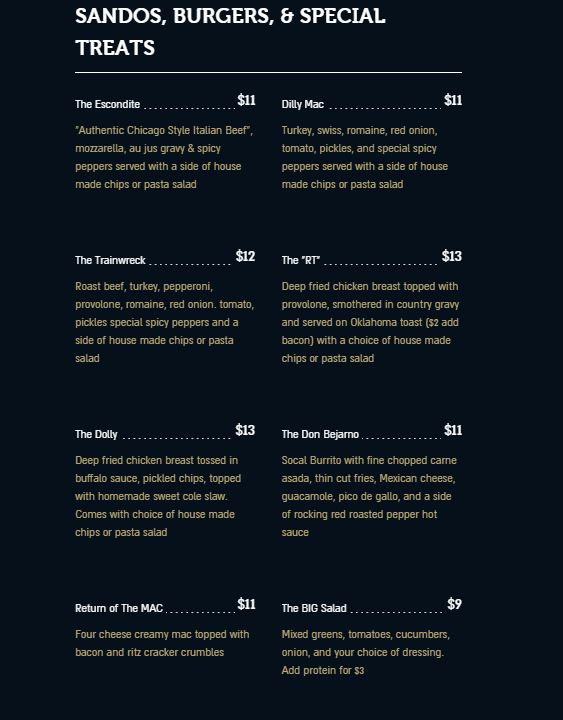 SANDOS, BURGERS, & SPECIAL
TREATS
The Escondite ........................ $11
"Authentic Chicago Style Italian Beef",
mozzarella, au jus gravy & spicy
peppers served with a side of house
made chips or pasta salad
Dilly Mac ........................ $11
Turkey, swiss, romaine, red onion,
tomato, pickles, and special spicy
peppers served with a side of house
made chips or pasta salad
The Trainwreck ...................... $12
Roast beef, turkey, pepperoni,
provolone, romaine, red onion. tomato,
pickles special spicy peppers and a
side of house made chips or pasta
salad
The "RT" ........................ $13
Deep fried chicken breast topped with
provolone, smothered in country gravy
and served on Oklahoma toast ($2 add
bacon) with a choice of house made
chips or pasta salad
The Dolly ........................ $13
Deep fried chicken breast tossed in
buffalo sauce, pickled chips, topped
with homemade sweet cole slaw.
Comes with choice of house made
chips or pasta salad
The Don Bejarno .................... $11
Socal Burrito with fine chopped carne
asada, thin cut fries, Mexican cheese,
guacamole, pico de gallo, and a side
of rocking red roasted pepper hot
sauce
Return of The MAC .................. $11
Four cheese creamy mac topped with
bacon and ritz cracker crumbles
The BIG Salad ...................... $9
Mixed greens, tomatoes, cucumbers,
onion, and your choice of dressing.
Add protein for $3